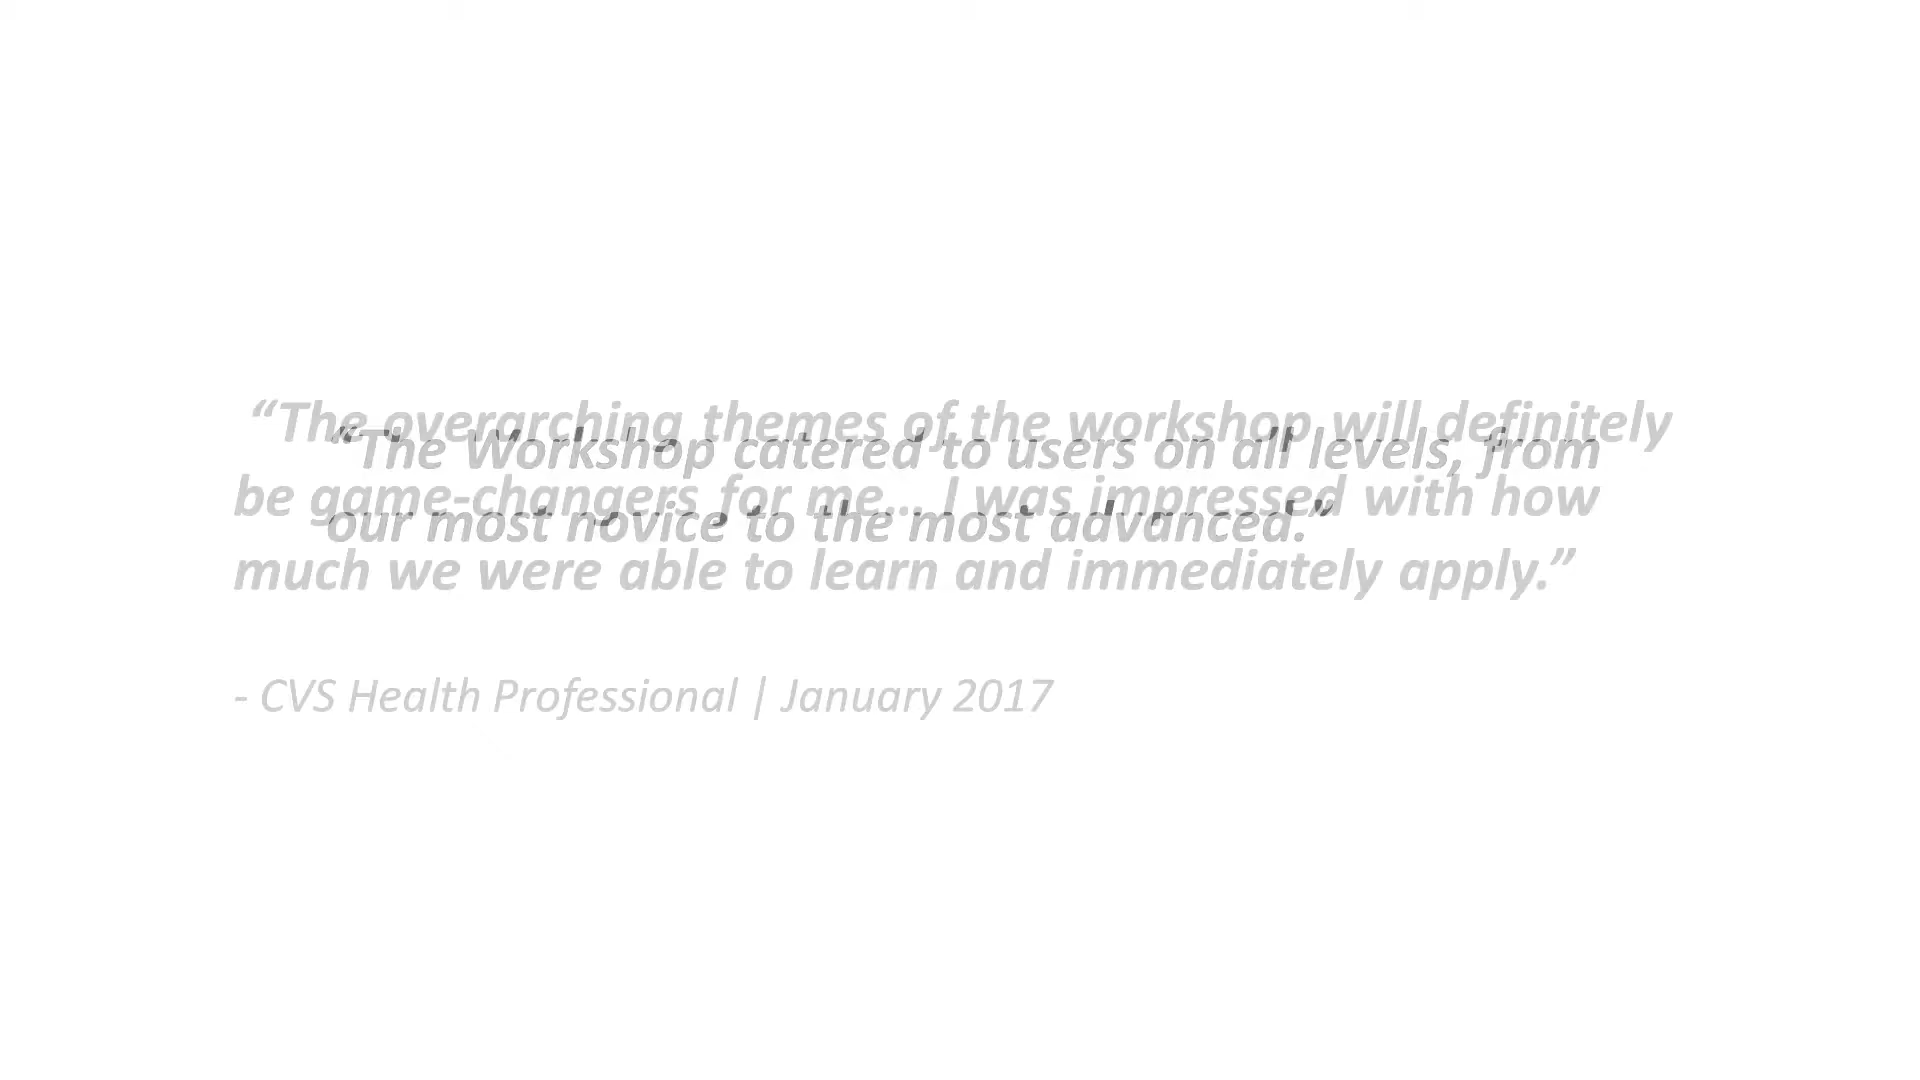 “The overarching themes of the workshop will definitely
be game-changers for me... I was impressed with how
much we were able to learn and immediately apply.”
- CVS Health Professional | January 2017
“The Workshop catered to users on all levels, from
our most novice to the most advanced.”